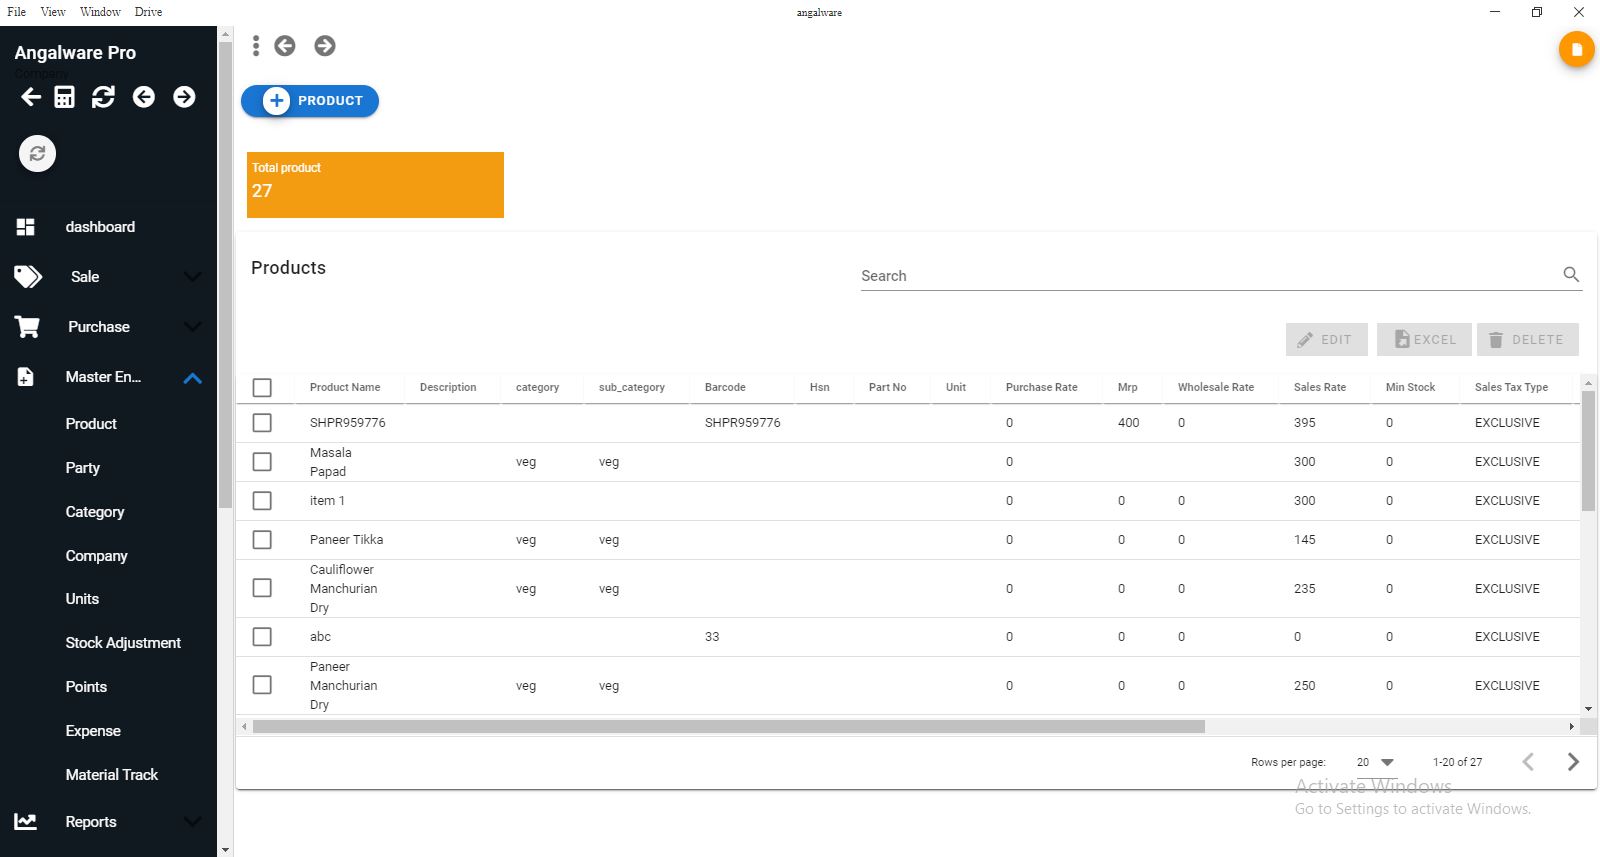 File View Window Drive
angalware
Angalware Pro
Company
dashboard
Sale
Purchase
Master En...
Product
Party
Category
Company
Units
Stock Adjustment
Points
Expense
Material Track
Reports
PRODUCT
Total product
27
Products
Search
EDIT EXCEL DELETE
Product Name Description category sub_category Barcode Hsn Part No Unit Purchase Rate Mrp Wholesale Rate Sales Rate Min Stock Sales Tax Type
SHPR959776 SHPR959776 0 400 0 395 0 EXCLUSIVE
Masala
Papad veg veg 0 300 0 EXCLUSIVE
item 1 0 0 0 300 0 EXCLUSIVE
Paneer Tikka veg veg 0 0 0 145 0 EXCLUSIVE
Cauliflower
Manchurian veg veg 0 0 0 235 0 EXCLUSIVE
Dry
abc 33 0 0 0 0 0 EXCLUSIVE
Paneer
Manchurian veg veg 0 0 0 250 0 EXCLUSIVE
Dry
Rows per page: 20 1-20 of 27
Activate Windows
Go to Settings to activate Windows.